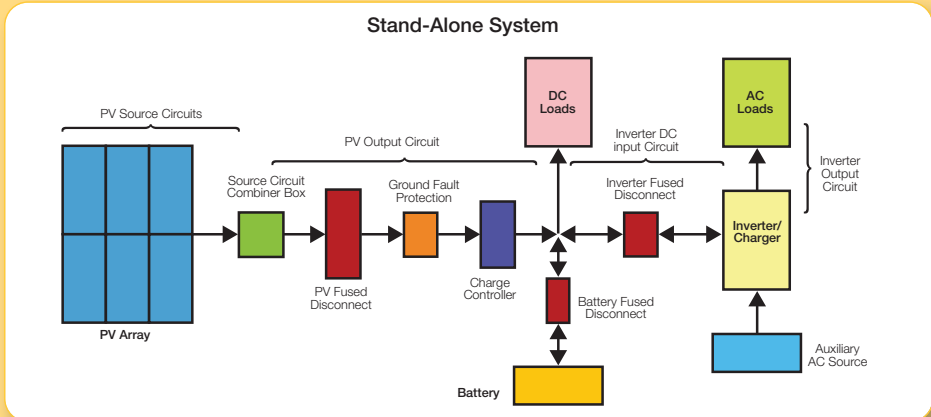 Stand-Alone System
PV Source Circuits
PV Output Circuit
DC
Loads
Inverter DC
input Circuit
AC
Loads
Inverter
Output
Circuit
Source Circuit
Combiner Box
Ground Fault
Protection
Inverter Fused
Disconnect
Inverter/
Charger
PV Fused
Disconnect
Charge
Controller
Battery Fused
Disconnect
PV Array
Auxiliary
AC Source
Battery